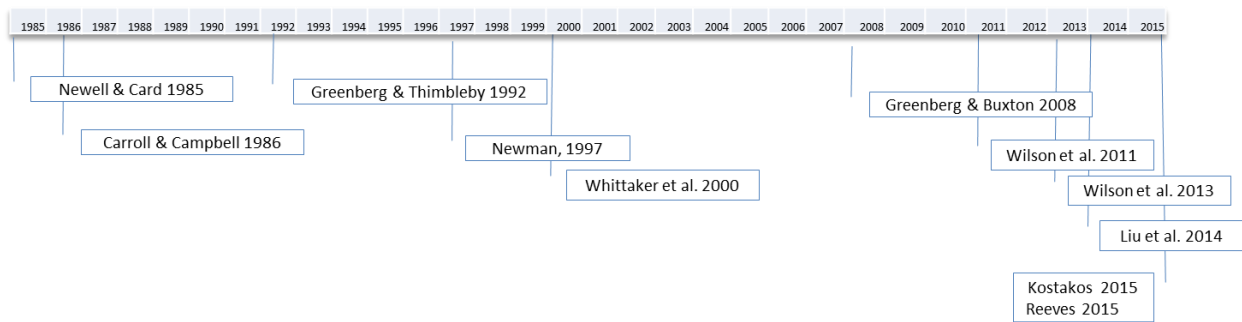 1985 1986 1987 1988 1989 1990 1991 1992 1993 1994 1995 1996 1997 1998 1999 2000 2001 2002 2003 2004 2005 2006 2007 2008 2009 2010 2011 2012 2013 2014 2015
Newell & Card 1985
Greenberg & Thimbleby 1992
Greenberg & Buxton 2008
Carroll & Campbell 1986
Newman, 1997
Wilson et al. 2011
Whittaker et al. 2000
Wilson et al. 2013
Liu et al. 2014
Kostakos 2015
Reeves 2015